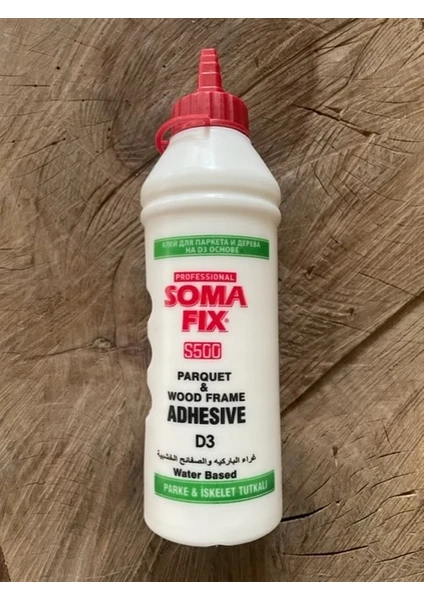 КЛЕЙ ДЛЯ ПАРКЕТА И ДЕРЕВА
НА D3 ОСНОВЕ
PROFESSIONAL
SOMA
FIX®
S500
PARQUET
&
WOOD FRAME
ADHESIVE
D3
غراء الباركيه والصفائح الخشبية
Water Based
PARKE & İSKELET TUTKALI